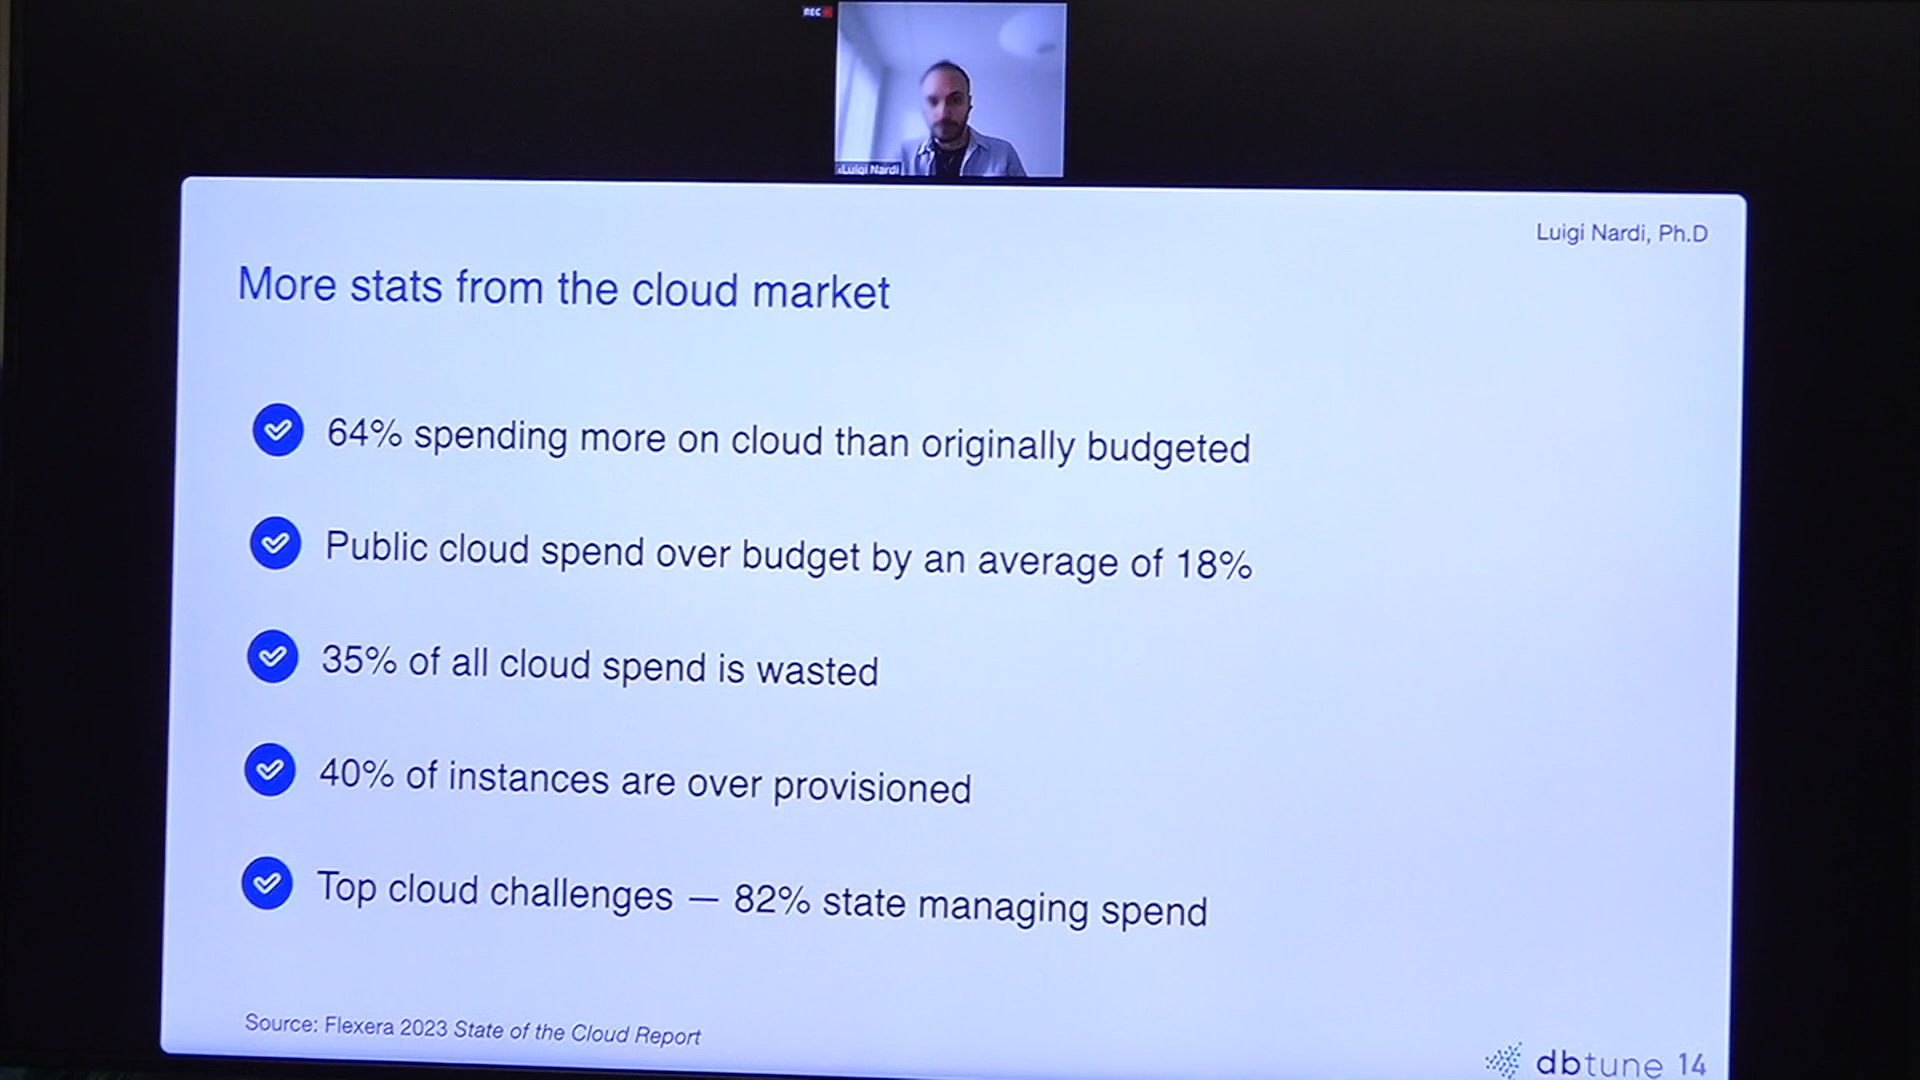 REC
Luigi Nardi
Luigi Nardi, Ph.D
More stats from the cloud market
64% spending more on cloud than originally budgeted
Public cloud spend over budget by an average of 18%
35% of all cloud spend is wasted
40% of instances are over provisioned
Top cloud challenges — 82% state managing spend
Source: Flexera 2023 State of the Cloud Report
dbtune 14